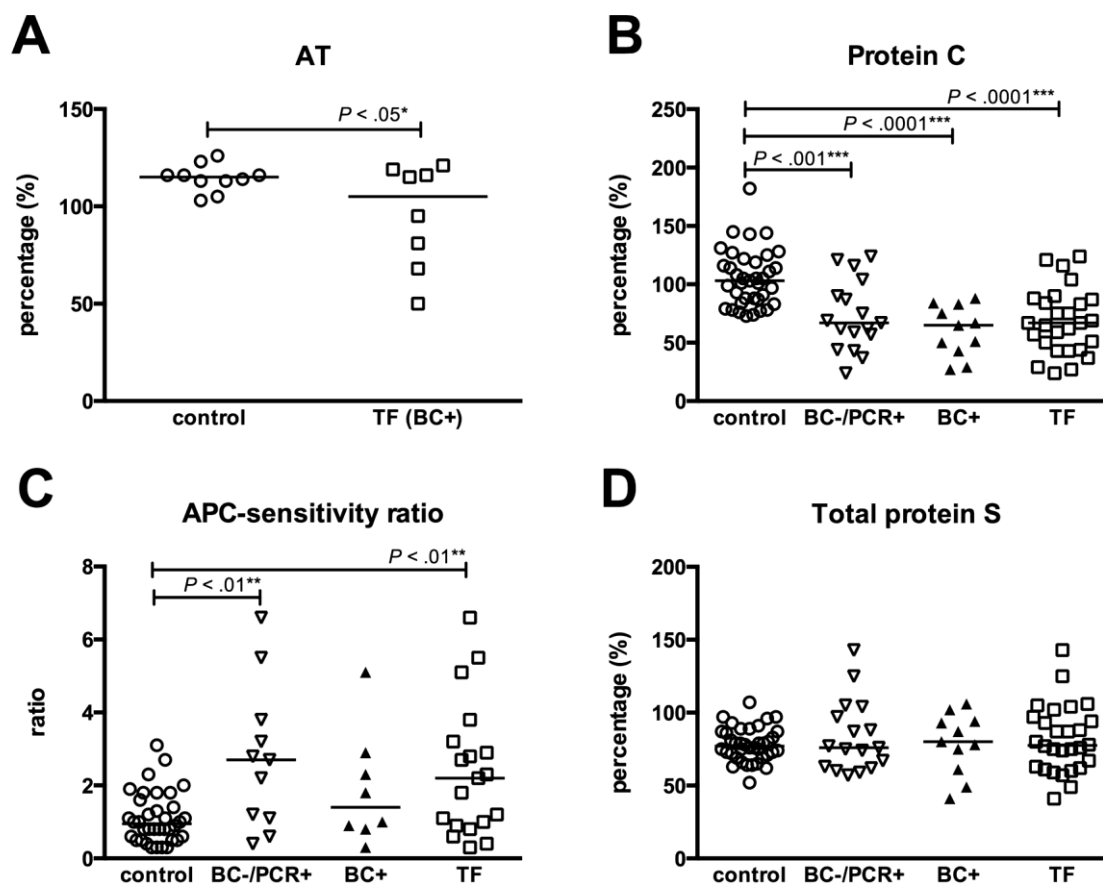 A
AT
P < .05*
150
100
50
0
percentage (%)
control TF (BC+)
B
Protein C
P < .0001***
P < .0001***
P < .001***
250
200
150
100
50
0
percentage (%)
control BC-/PCR+ BC+ TF
C
APC-sensitivity ratio
P < .01**
P < .01**
8
6
4
2
0
ratio
control BC-/PCR+ BC+ TF
D
Total protein S
200
150
100
50
0
percentage (%)
control BC-/PCR+ BC+ TF